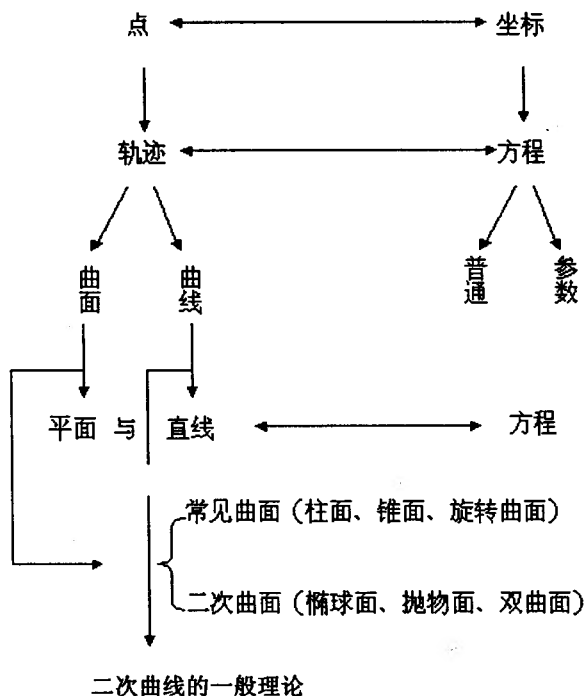 点 坐标
轨迹 方程
曲面 曲线 普通 参数
平面 与 直线 方程
常见曲面（柱面、锥面、旋转曲面）
二次曲面（椭球面、抛物面、双曲面）
二次曲线的一般理论